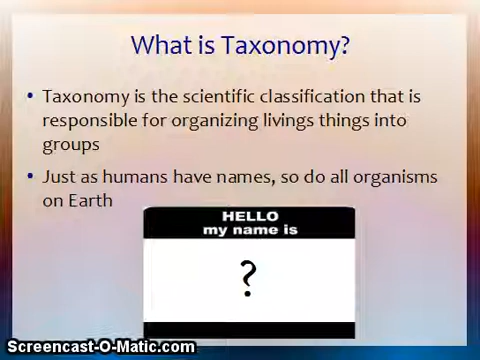 What is Taxonomy?
• Taxonomy is the scientific classification that is
responsible for organizing livings things into
groups
• Just as humans have names, so do all organisms
on Earth
HELLO
my name is
?
Screencast-O-Matic.com